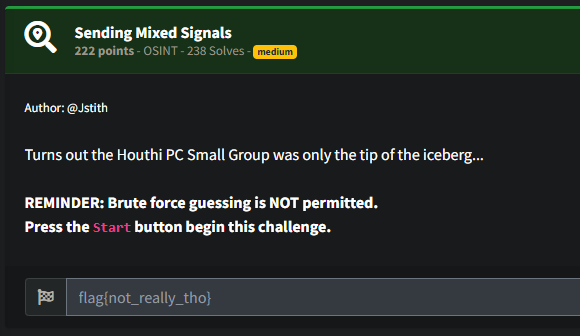 Sending Mixed Signals
222 points - OSINT - 238 Solves - medium
Author: @Jstith
Turns out the Houthi PC Small Group was only the tip of the iceberg...
REMINDER: Brute force guessing is NOT permitted.
Press the Start button begin this challenge.
flag{not_really_tho}